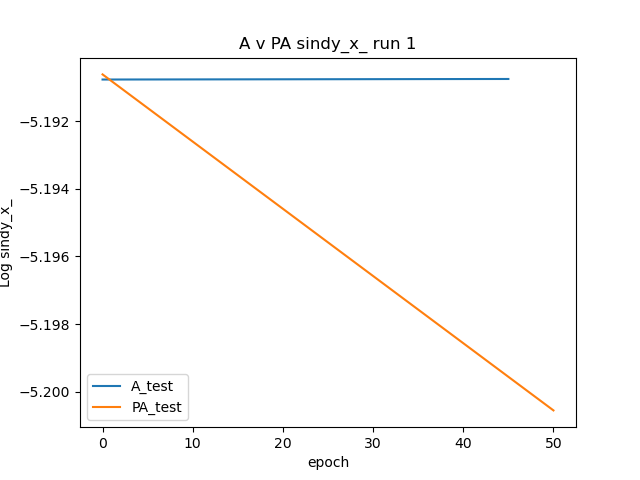 A v PA sindy_x_ run 1
Log sindy_x_
−5.192
−5.194
−5.196
−5.198
−5.200
A_test
PA_test
0 10 20 30 40 50
epoch